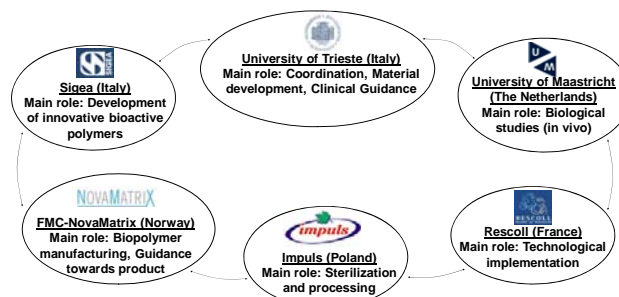 University of Trieste (Italy)
Main role: Coordination, Material
development, Clinical Guidance
SIGEA
Sigea (Italy)
Main role: Development
of innovative bioactive
polymers
U
M
University of Maastricht
(The Netherlands)
Main role: Biological
studies (in vivo)
NOVAMATRIX
FMC-NovaMatrix (Norway)
Main role: Biopolymer
manufacturing, Guidance
towards product
impuls
Impuls (Poland)
Main role: Sterilization
and processing
RESCOLL
Rescoll (France)
Main role: Technological
implementation